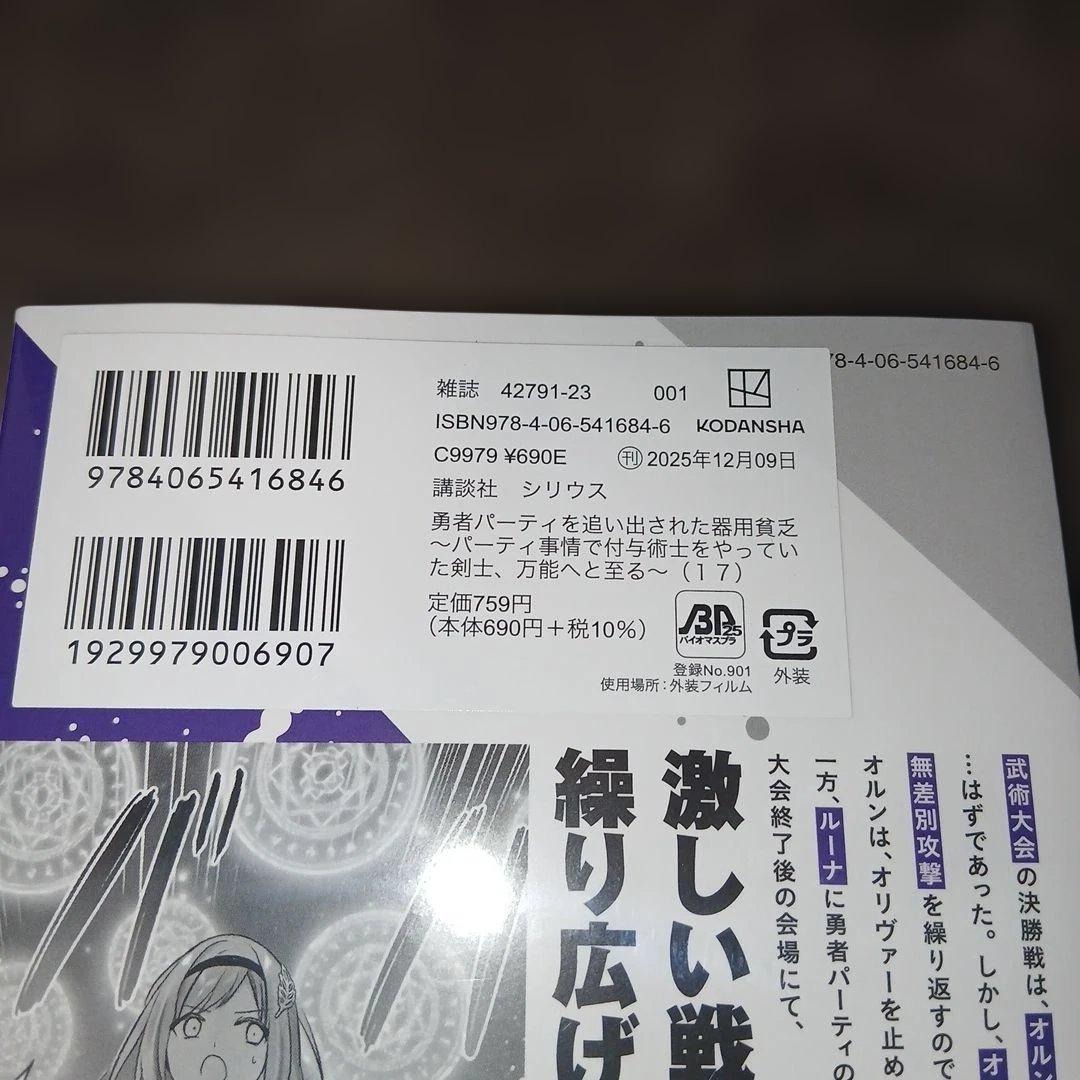 9784065416846
1929979006907
雑誌 42791-23 001
ISBN978-4-06-541684-6 KODANSHA
C9979 ¥690E ㊞刊 2025年12月09日
講談社 シリウス
勇者パーティを追い出された器用貧乏
～パーティ事情で付与術士をやってい
た剣士、万能へと至る～（１７）
定価759円
（本体690円＋税10％）
BP25
バイオマスプラ
プラ
登録No.901
外装
使用場所：外装フィルム
78-4-06-541684-6
武術大会の決勝戦は、オルン
…はずであった。しかし、オ
無差別攻撃を繰り返すので
オルンは、オリヴァーを止め
一方、ルーナに勇者パーティの
大会終了後の会場にて、
激しい戦
繰り広げ